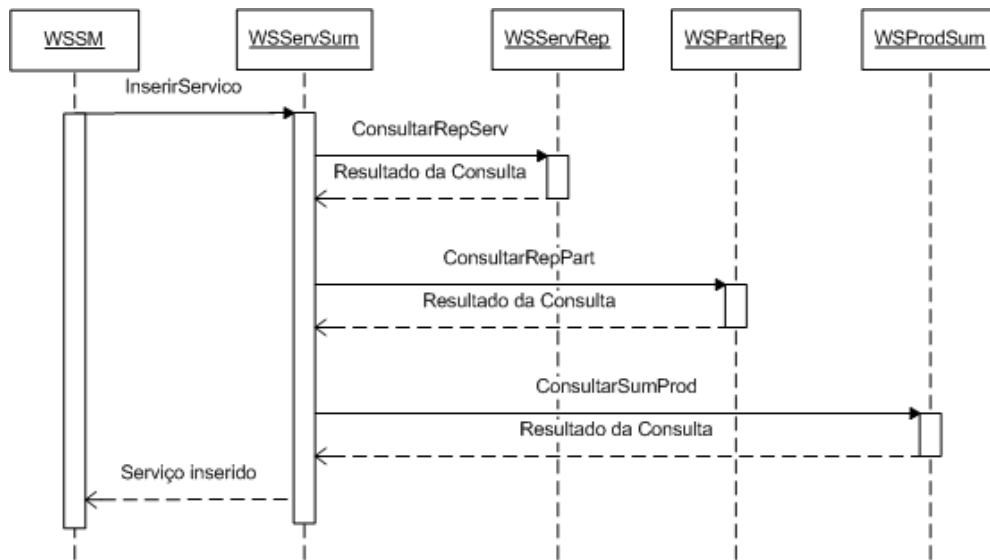 WSSM
WSServSum
WSServRep
WSPartRep
WSProdSum
InserirServico
ConsultarRepServ
Resultado da Consulta
ConsultarRepPart
Resultado da Consulta
ConsultarSumProd
Resultado da Consulta
Serviço inserido